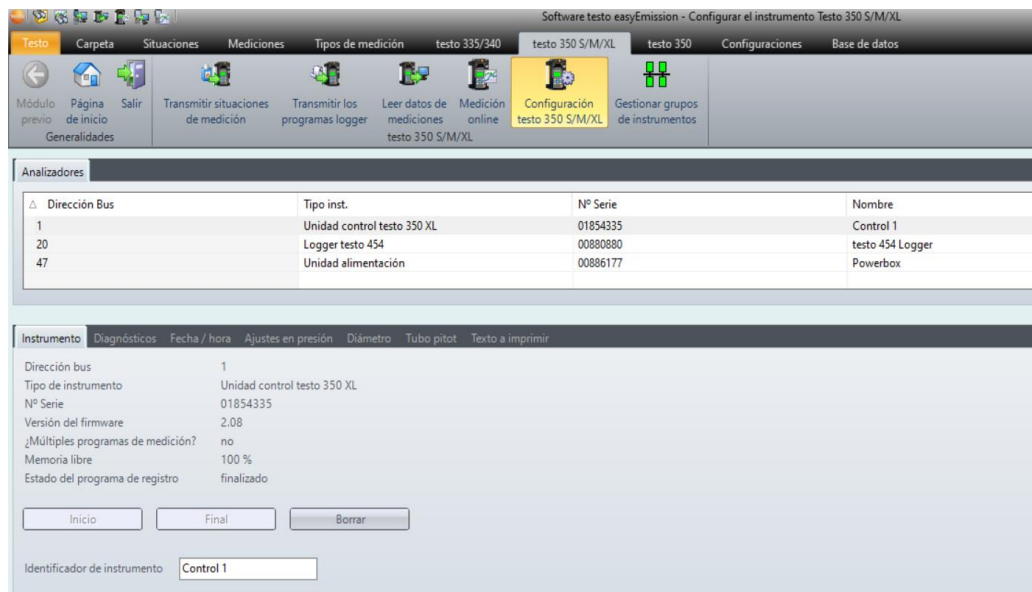 Software testo easyEmission - Configurar el instrumento Testo 350 S/M/XL
Testo Carpeta Situaciones Mediciones Tipos de medición testo 335/340 testo 350 S/M/XL testo 350 Configuraciones Base de datos
Módulo previo Página de inicio Salir Transmitir situaciones de medición Transmitir los programas logger Leer datos de mediciones Medición online Configuración testo 350 S/M/XL Gestionar grupos de instrumentos
Generalidades testo 350 S/M/XL
Analizadores
Dirección Bus Tipo inst. Nº Serie Nombre
1 Unidad control testo 350 XL 01854335 Control 1
20 Logger testo 454 00880880 testo 454 Logger
47 Unidad alimentación 00886177 Powerbox
Instrumento Diagnósticos Fecha / hora Ajustes en presión Diámetro Tubo pitot Texto a imprimir
Dirección bus 1
Tipo de instrumento Unidad control testo 350 XL
Nº Serie 01854335
Versión del firmware 2.08
¿Múltiples programas de medición? no
Memoria libre 100 %
Estado del programa de registro finalizado
Inicio Final Borrar
Identificador de instrumento Control 1